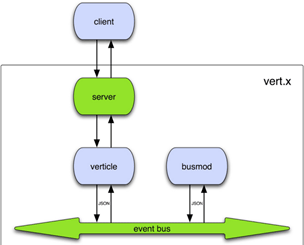 client
vert.x
server
verticle
busmod
JSON
JSON
event bus